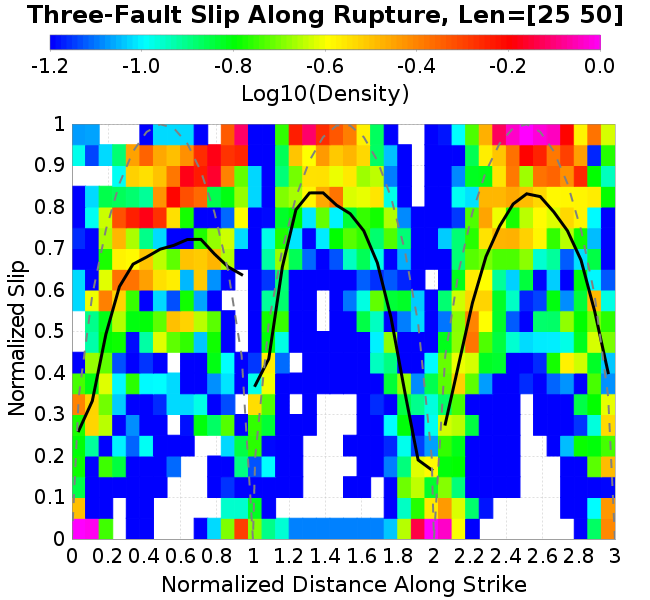 Three-Fault Slip Along Rupture, Len=[25 50]
-1.2 -1.0 -0.8 -0.6 -0.4 -0.2 0.0
Log10(Density)
1
0.9
0.8
0.7
0.6
0.5
0.4
0.3
0.2
0.1
0
Normalized Slip
0 0.2 0.4 0.6 0.8 1 1.2 1.4 1.6 1.8 2 2.2 2.4 2.6 2.8 3
Normalized Distance Along Strike